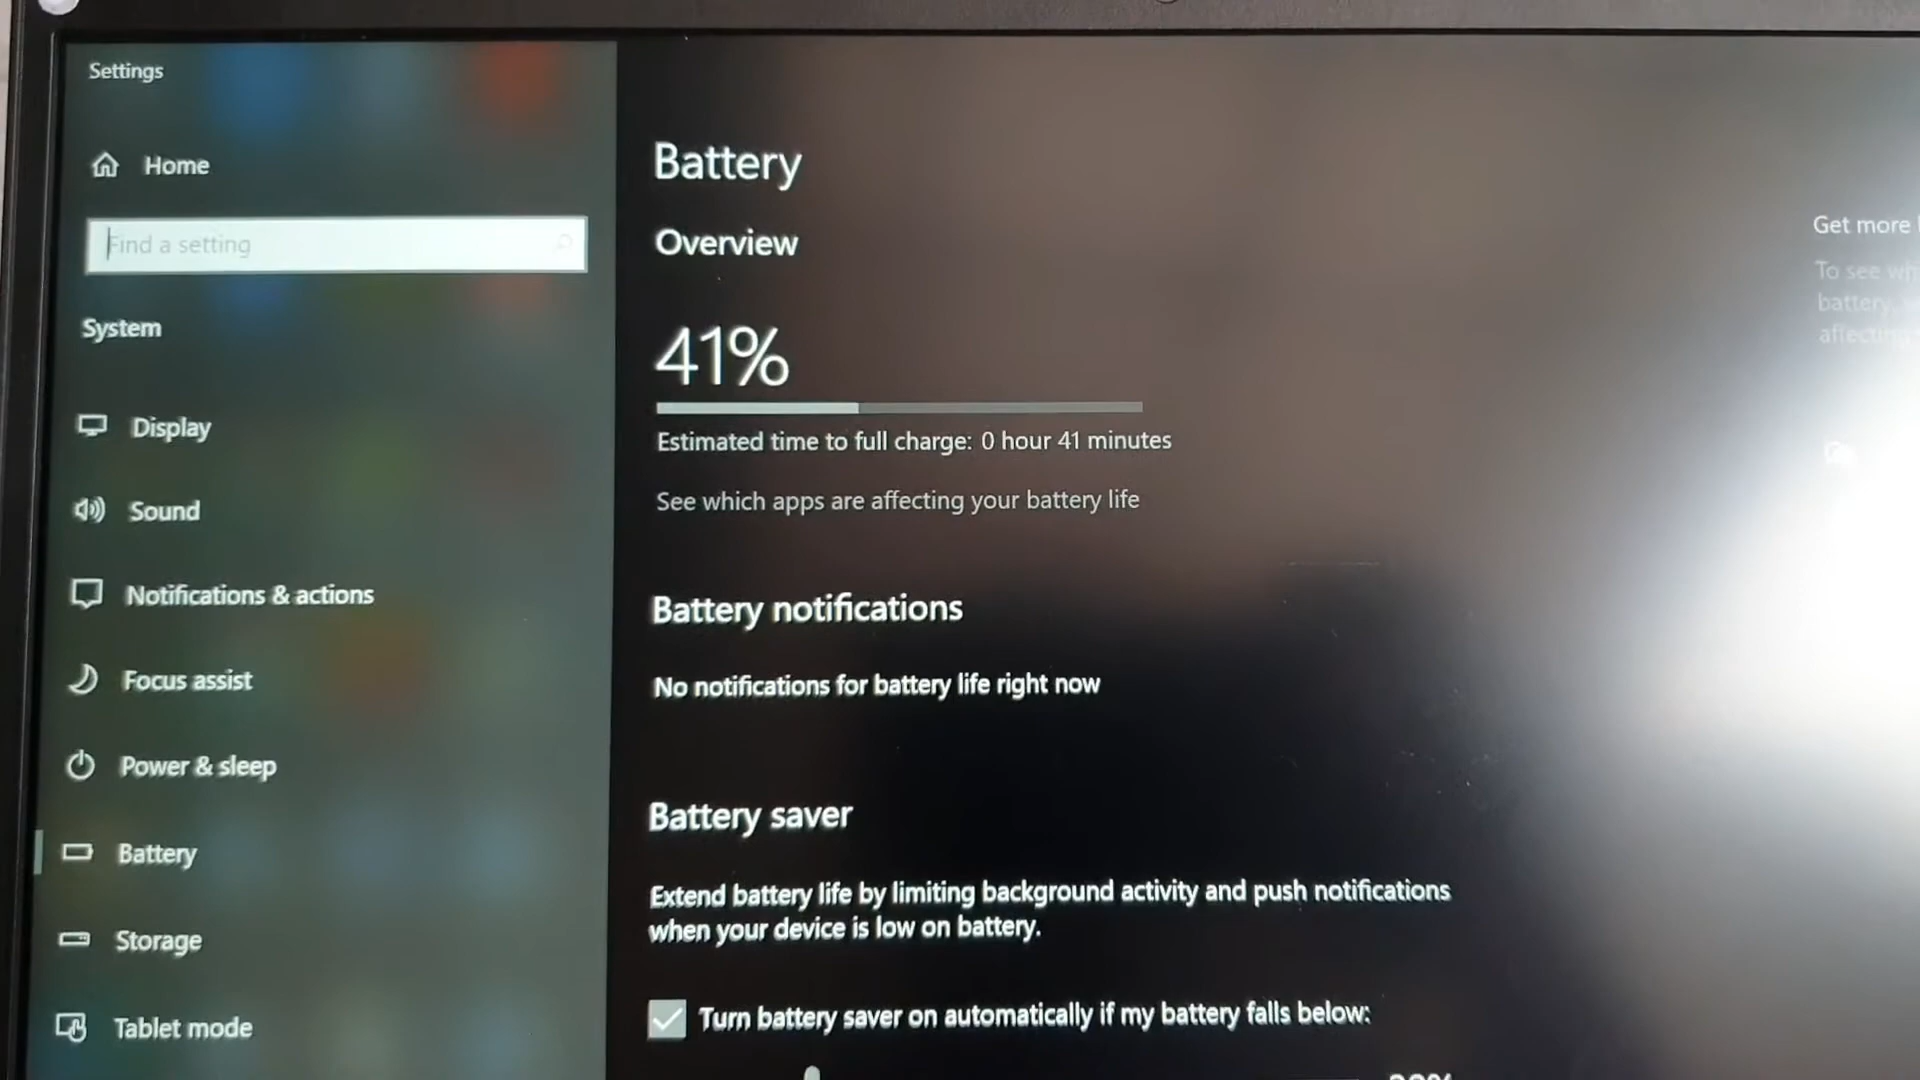 Settings
Home
Find a setting
System
Display
Sound
Notifications & actions
Focus assist
Power & sleep
Battery
Storage
Tablet mode
Battery
Overview
41%
Estimated time to full charge: 0 hour 41 minutes
See which apps are affecting your battery life
Battery notifications
No notifications for battery life right now
Battery saver
Extend battery life by limiting background activity and push notifications
when your device is low on battery.
Turn battery saver on automatically if my battery falls below:
Get more
To see
battery,
affecting